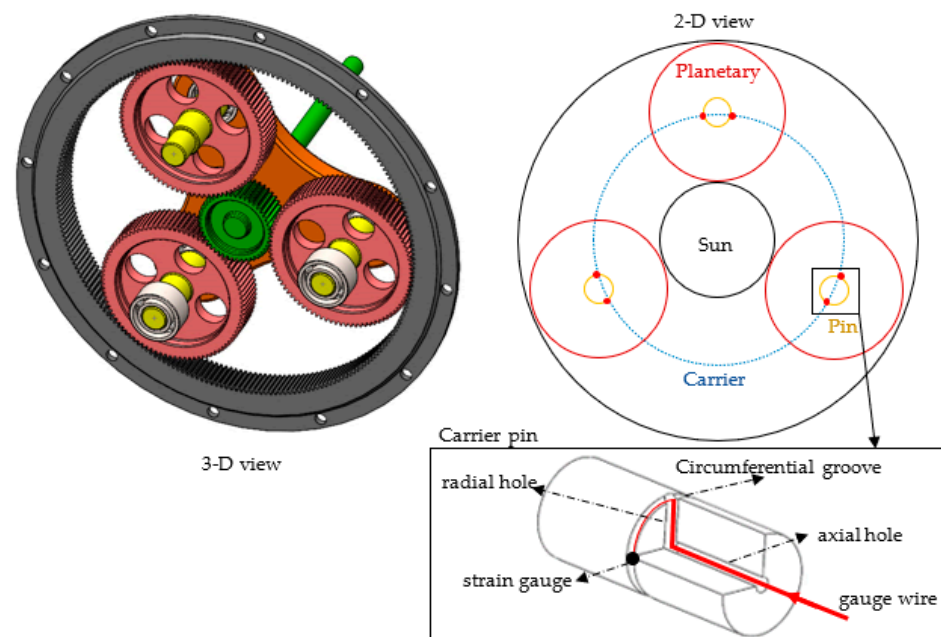 2-D view
Planetary
Sun
Pin
Carrier
3-D view
Carrier pin
Circumferential groove
radial hole
axial hole
strain gauge
gauge wire